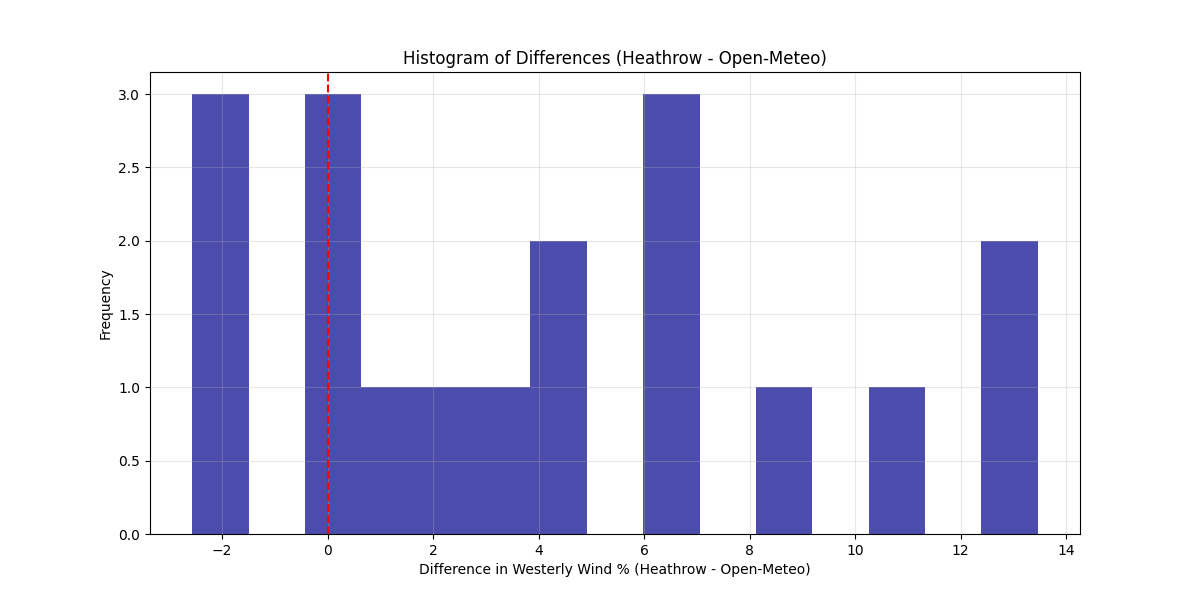 Histogram of Differences (Heathrow - Open-Meteo)
3.0
2.5
2.0
1.5
1.0
0.5
0.0
Frequency
−2 0 2 4 6 8 10 12 14
Difference in Westerly Wind % (Heathrow - Open-Meteo)